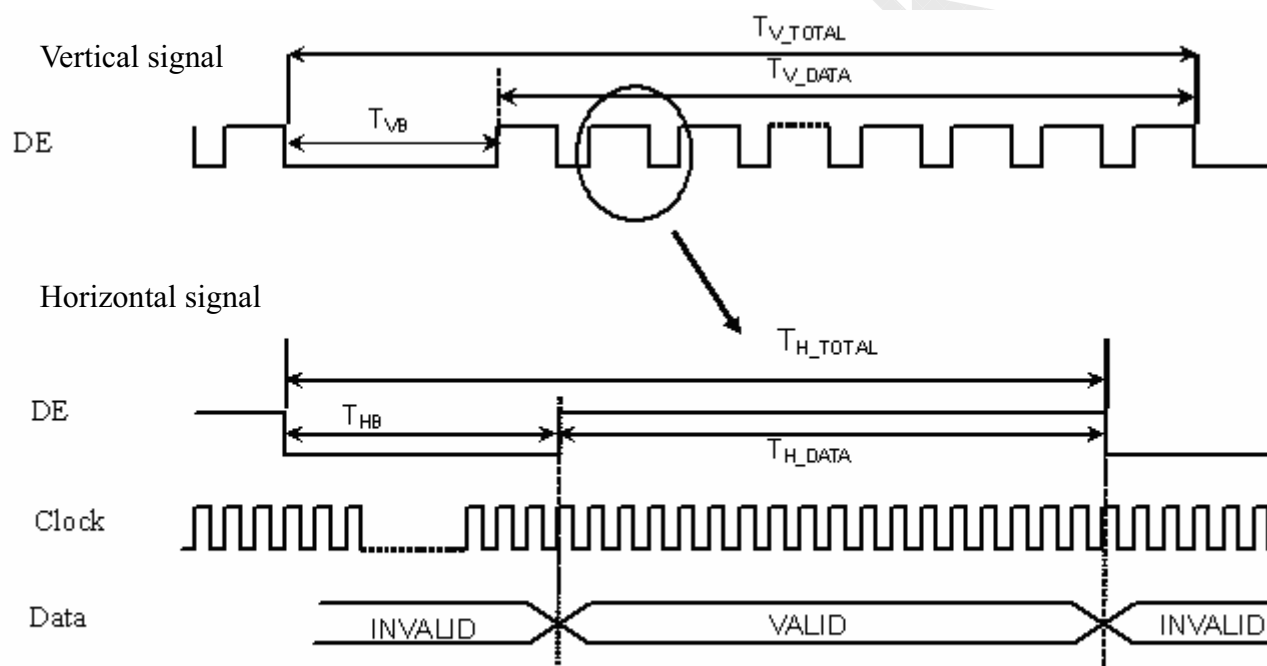 T_V_TOTAL
Vertical signal
T_V_DATA
T_VB
DE
Horizontal signal
T_H_TOTAL
DE
T_HB
T_H_DATA
Clock
Data
INVALID
VALID
INVALID